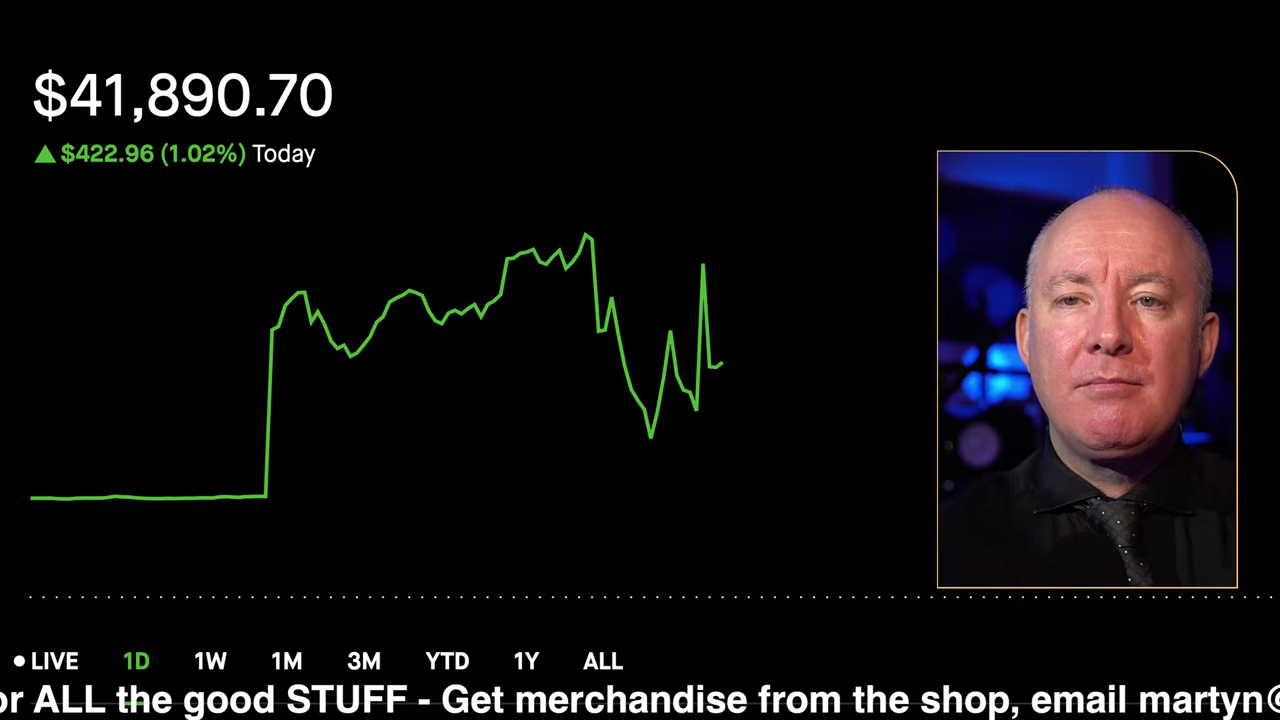 $41,890.70
▲$422.96 (1.02%) Today
LIVE 1D 1W 1M 3M YTD 1Y ALL
or ALL the good STUFF - Get merchandise from the shop, email martyn@